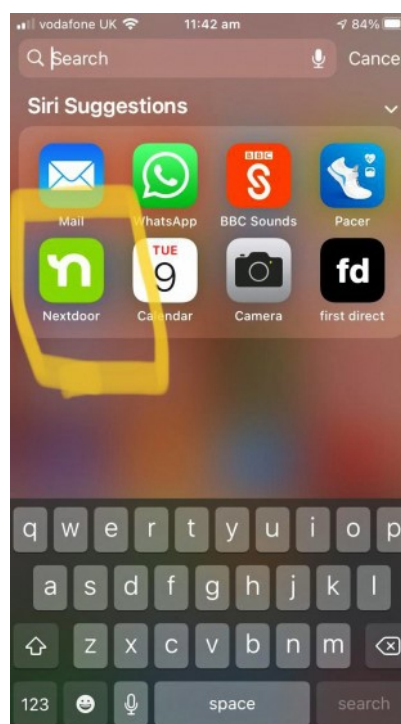 vodafone UK 11:42 am 84%
Search Cance
Siri Suggestions
BBC
S
Mail WhatsApp BBC Sounds Pacer
n TUE 9 fd
Nextdoor Calendar Camera first direct
q w e r t y u i o p
a s d f g h j k l
z x c v b n m
123 space search